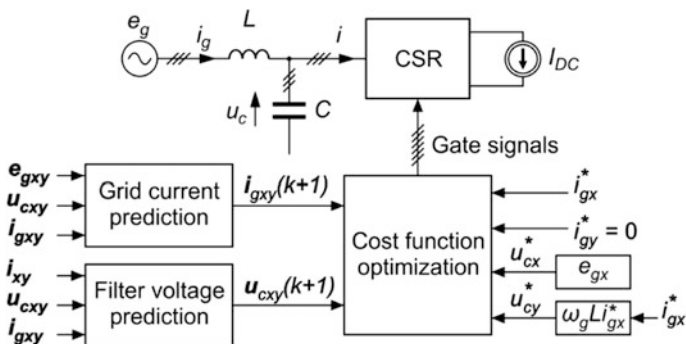 e_g
i_g
L
i
CSR
I_DC
u_c
C
Gate signals
e_gxy
u_cxy
i_gxy
Grid current
prediction
i_gxy(k+1)
i_xy
u_cxy
i_gxy
Filter voltage
prediction
u_cxy(k+1)
Cost function
optimization
i*_gx
i*_gy = 0
u*_cx
e_gx
u*_cy
ω_gLi*_gx
i*_gx